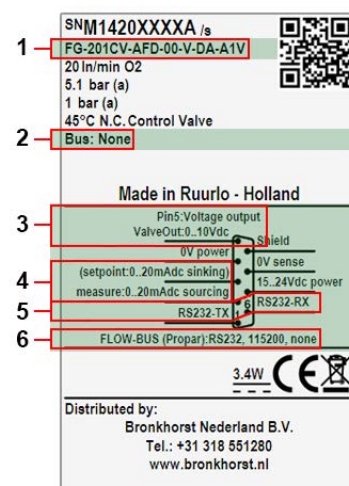 SNM1420XXXXA /s
1
FG-201CV-AFD-00-V-DA-A1V
20 ln/min O2
5.1 bar (a)
1 bar (a)
45°C N.C. Control Valve
2
Bus: None
Made in Ruurlo - Holland
3
Pin5:Voltage output
ValveOut:0..10Vdc
Shield
0V power
0V sense
4
(setpoint:0..20mAdc sinking)
15..24Vdc power
measure:0..20mAdc sourcing
6
RS232-RX
5
RS232-TX
1
6
FLOW-BUS (Propar):RS232, 115200, none
3.4W
CE
Distributed by:
Bronkhorst Nederland B.V.
Tel.: +31 318 551280
www.bronkhorst.nl